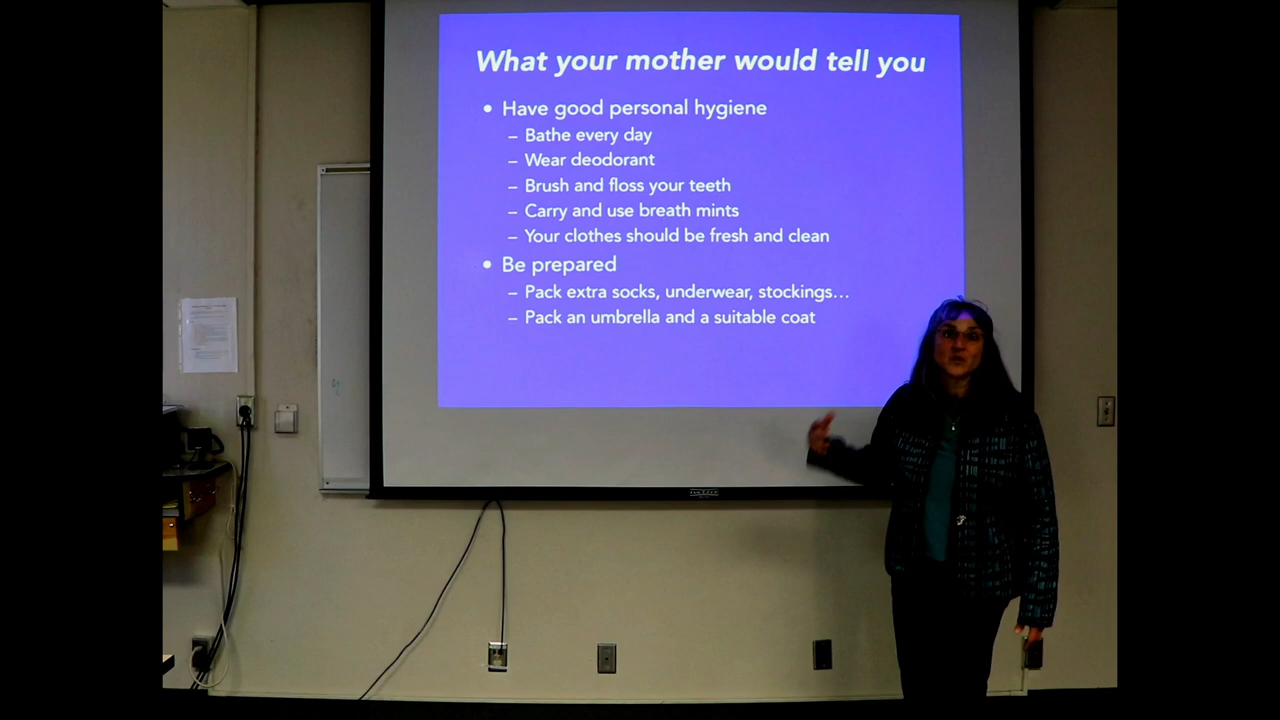 What your mother would tell you
• Have good personal hygiene
– Bathe every day
– Wear deodorant
– Brush and floss your teeth
– Carry and use breath mints
– Your clothes should be fresh and clean
• Be prepared
– Pack extra socks, underwear, stockings…
– Pack an umbrella and a suitable coat